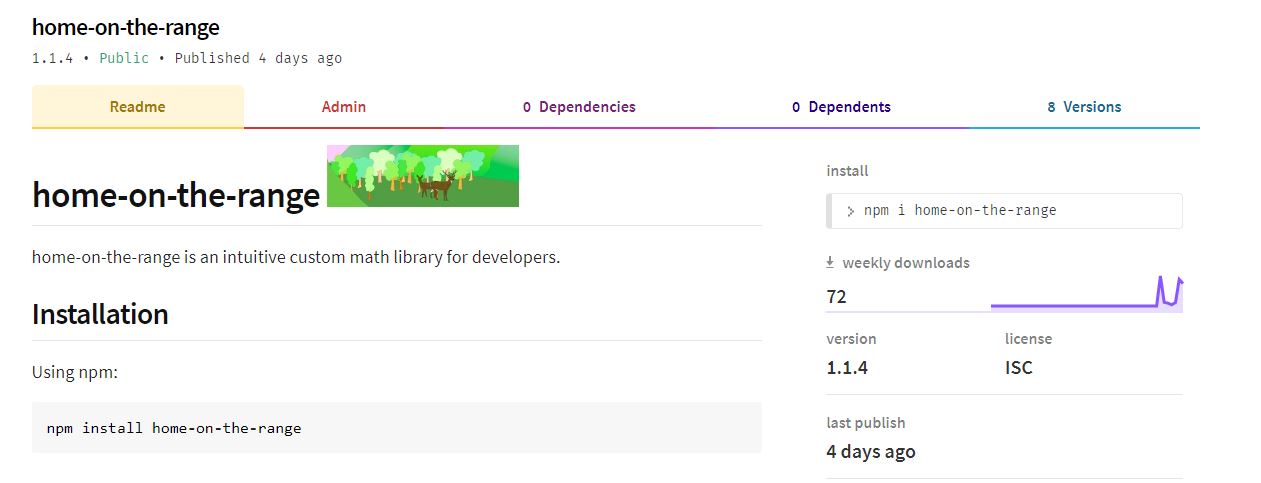 home-on-the-range
1.1.4 • Public • Published 4 days ago
Readme
Admin
0 Dependencies
0 Dependents
8 Versions
home-on-the-range
home-on-the-range is an intuitive custom math library for developers.
Installation
Using npm:
npm install home-on-the-range
install
> npm i home-on-the-range
weekly downloads
72
version
license
1.1.4
ISC
last publish
4 days ago